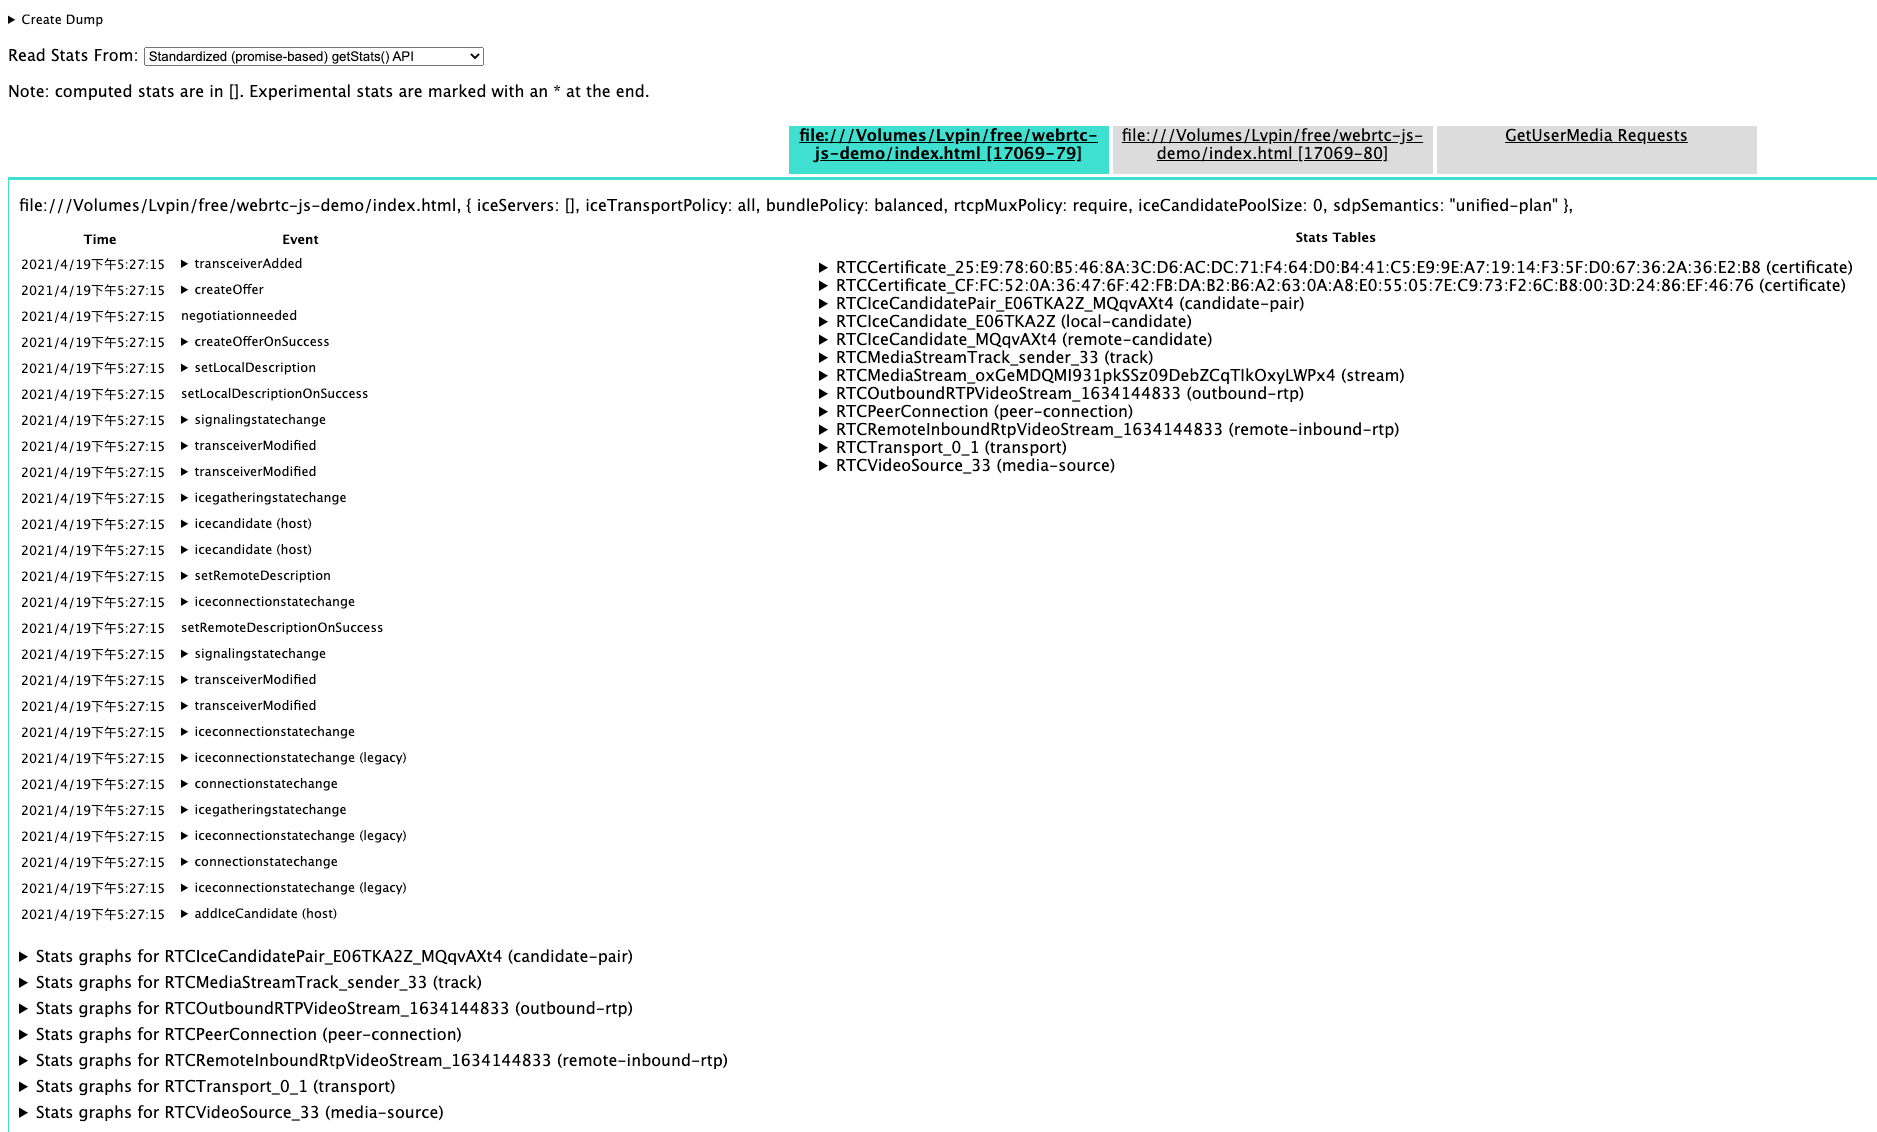 Create Dump
Read Stats From: Standardized (promise-based) getStats() API
Note: computed stats are in []. Experimental stats are marked with an * at the end.
file:///Volumes/Lvpin/free/webrtc-
js-demo/index.html [17069-79]
file:///Volumes/Lvpin/free/webrtc-js-
demo/index.html [17069-80]
GetUserMedia Requests
file:///Volumes/Lvpin/free/webrtc-js-demo/index.html, { iceServers: [], iceTransportPolicy: all, bundlePolicy: balanced, rtcpMuxPolicy: require, iceCandidatePoolSize: 0, sdpSemantics: "unified-plan" },
Time Event
2021/4/19下午5:27:15 transceiverAdded
2021/4/19下午5:27:15 createOffer
2021/4/19下午5:27:15 negotiationneeded
2021/4/19下午5:27:15 createOfferOnSuccess
2021/4/19下午5:27:15 setLocalDescription
2021/4/19下午5:27:15 setLocalDescriptionOnSuccess
2021/4/19下午5:27:15 signalingstatechange
2021/4/19下午5:27:15 transceiverModified
2021/4/19下午5:27:15 transceiverModified
2021/4/19下午5:27:15 icegatheringstatechange
2021/4/19下午5:27:15 icecandidate (host)
2021/4/19下午5:27:15 icecandidate (host)
2021/4/19下午5:27:15 setRemoteDescription
2021/4/19下午5:27:15 iceconnectionstatechange
2021/4/19下午5:27:15 setRemoteDescriptionOnSuccess
2021/4/19下午5:27:15 signalingstatechange
2021/4/19下午5:27:15 transceiverModified
2021/4/19下午5:27:15 transceiverModified
2021/4/19下午5:27:15 iceconnectionstatechange
2021/4/19下午5:27:15 iceconnectionstatechange (legacy)
2021/4/19下午5:27:15 connectionstatechange
2021/4/19下午5:27:15 icegatheringstatechange
2021/4/19下午5:27:15 iceconnectionstatechange (legacy)
2021/4/19下午5:27:15 connectionstatechange
2021/4/19下午5:27:15 iceconnectionstatechange (legacy)
2021/4/19下午5:27:15 addIceCandidate (host)
Stats Tables
RTCCertificate_25:E9:78:60:B5:46:8A:3C:D6:AC:DC:71:F4:64:D0:B4:41:C5:E9:9E:A7:19:14:F3:5F:D0:67:36:2A:36:E2:B8 (certificate)
RTCCertificate_CF:FC:52:0A:36:47:6F:42:FB:DA:B2:B6:A2:63:0A:A8:E0:55:05:7E:C9:73:F2:6C:B8:00:3D:24:86:EF:46:76 (certificate)
RTCIceCandidatePair_E06TKA2Z_MQqvAXt4 (candidate-pair)
RTCIceCandidate_E06TKA2Z (local-candidate)
RTCIceCandidate_MQqvAXt4 (remote-candidate)
RTCMediaStreamTrack_sender_33 (track)
RTCMediaStream_oxGeMDQMI931pkSSz09DebZCqTIkOxyLWPx4 (stream)
RTCOutboundRTPVideoStream_1634144833 (outbound-rtp)
RTCPeerConnection (peer-connection)
RTCRemoteInboundRtpVideoStream_1634144833 (remote-inbound-rtp)
RTCTransport_0_1 (transport)
RTCVideoSource_33 (media-source)
Stats graphs for RTCIceCandidatePair_E06TKA2Z_MQqvAXt4 (candidate-pair)
Stats graphs for RTCMediaStreamTrack_sender_33 (track)
Stats graphs for RTCOutboundRTPVideoStream_1634144833 (outbound-rtp)
Stats graphs for RTCPeerConnection (peer-connection)
Stats graphs for RTCRemoteInboundRtpVideoStream_1634144833 (remote-inbound-rtp)
Stats graphs for RTCTransport_0_1 (transport)
Stats graphs for RTCVideoSource_33 (media-source)